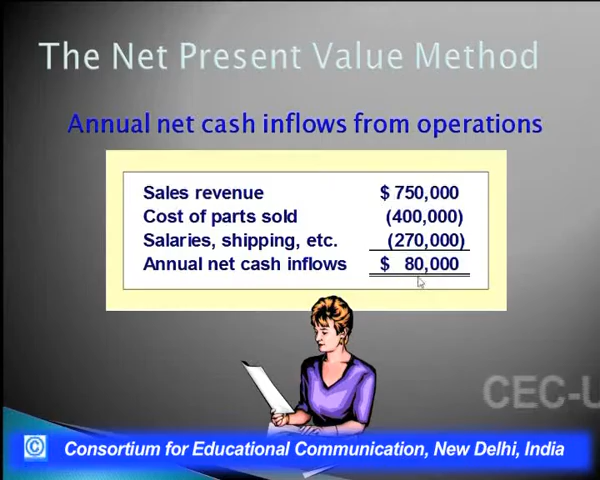 The Net Present Value Method
Annual net cash inflows from operations
Sales revenue $ 750,000
Cost of parts sold (400,000)
Salaries, shipping, etc. (270,000)
Annual net cash inflows $ 80,000
CEC-U
© Consortium for Educational Communication, New Delhi, India